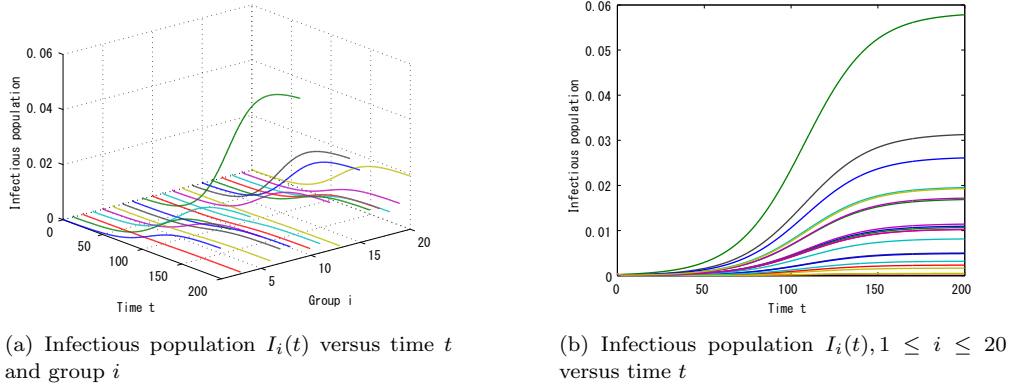 0.06
0.04
0.02
0
Infectious population
0
50
100
150
200
Time t
5
10
15
20
Group i
(a) Infectious population $I_i(t)$ versus time $t$
and group $i$
0.06
0.05
0.04
0.03
0.02
0.01
0
Infectious population
0
50
100
150
200
Time t
(b) Infectious population $I_i(t), 1 \leq i \leq 20$
versus time $t$